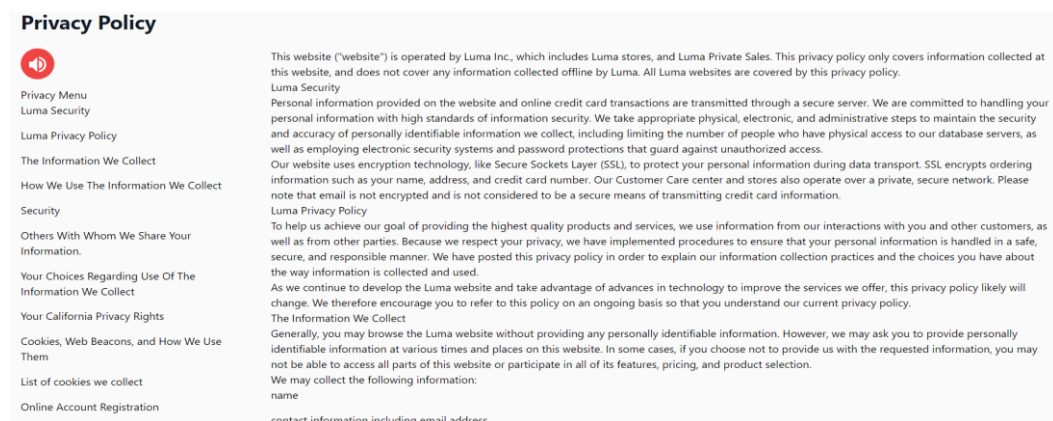 Privacy Policy
Privacy Menu
Luma Security
Luma Privacy Policy
The Information We Collect
How We Use The Information We Collect
Security
Others With Whom We Share Your
Information.
Your Choices Regarding Use Of The
Information We Collect
Your California Privacy Rights
Cookies, Web Beacons, and How We Use
Them
List of cookies we collect
Online Account Registration
This website ("website") is operated by Luma Inc., which includes Luma stores, and Luma Private Sales. This privacy policy only covers information collected at
this website, and does not cover any information collected offline by Luma. All Luma websites are covered by this privacy policy.
Luma Security
Personal information provided on the website and online credit card transactions are transmitted through a secure server. We are committed to handling your
personal information with high standards of information security. We take appropriate physical, electronic, and administrative steps to maintain the security
and accuracy of personally identifiable information we collect, including limiting the number of people who have physical access to our database servers, as
well as employing electronic security systems and password protections that guard against unauthorized access.
Our website uses encryption technology, like Secure Sockets Layer (SSL), to protect your personal information during data transport. SSL encrypts ordering
information such as your name, address, and credit card number. Our Customer Care center and stores also operate over a private, secure network. Please
note that email is not encrypted and is not considered to be a secure means of transmitting credit card information.
Luma Privacy Policy
To help us achieve our goal of providing the highest quality products and services, we use information from our interactions with you and other customers, as
well as from other parties. Because we respect your privacy, we have implemented procedures to ensure that your personal information is handled in a safe,
secure, and responsible manner. We have posted this privacy policy in order to explain our information collection practices and the choices you have about
the way information is collected and used.
As we continue to develop the Luma website and take advantage of advances in technology to improve the services we offer, this privacy policy likely will
change. We therefore encourage you to refer to this policy on an ongoing basis so that you understand our current privacy policy.
The Information We Collect
Generally, you may browse the Luma website without providing any personally identifiable information. However, we may ask you to provide personally
identifiable information at various times and places on this website. In some cases, if you choose not to provide us with the requested information, you may
not be able to access all parts of this website or participate in all of its features, pricing, and product selection.
We may collect the following information:
name
contact information including email address